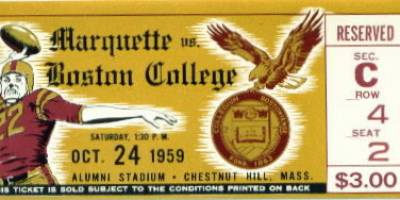 Marquette vs.
Boston College
SATURDAY, 1:30 P. M.
OCT. 24 1959
ALUMNI STADIUM - CHESTNUT HILL, MASS.
IS TICKET IS SOLD SUBJECT TO THE CONDITIONS PRINTED ON BACK
RESERVED
SEC.
C
ROW
4
SEAT
2
$3.00